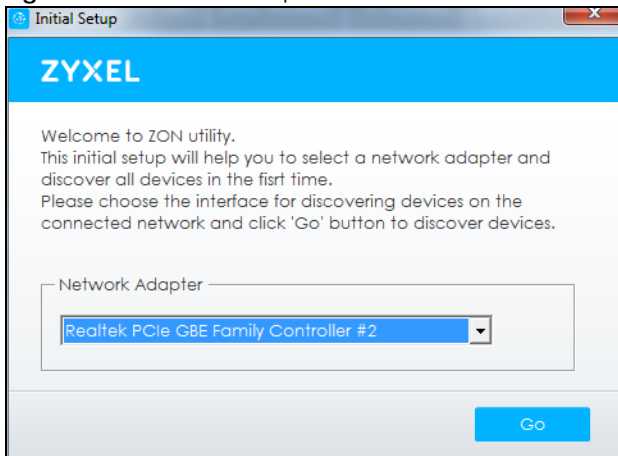 Initial Setup
ZYXEL
Welcome to ZON utility.
This initial setup will help you to select a network adapter and
discover all devices in the fisrt time.
Please choose the interface for discovering devices on the
connected network and click 'Go' button to discover devices.
Network Adapter
Realtek PCIe GBE Family Controller #2
Go